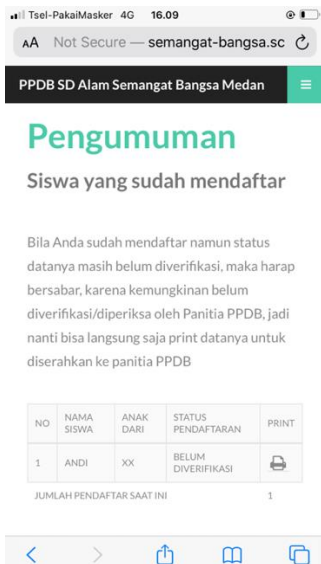 Tsel-PakaiMasker 4G 16.09
AA Not Secure — semangat-bangsa.sc
PPDB SD Alam Semangat Bangsa Medan
Pengumuman
Siswa yang sudah mendaftar
Bila Anda sudah mendaftar namun status
datanya masih belum diverifikasi, maka harap
bersabar, karena kemungkinan belum
diverifikasi/diperiksa oleh Panitia PPDB, jadi
nanti bisa langsung saja print datanya untuk
diserahkan ke panitia PPDB
NO NAMA SISWA ANAK DARI STATUS PENDAFTARAN PRINT
1 ANDI XX BELUM DIVERIFIKASI
JUMLAH PENDAFTAR SAAT INI 1